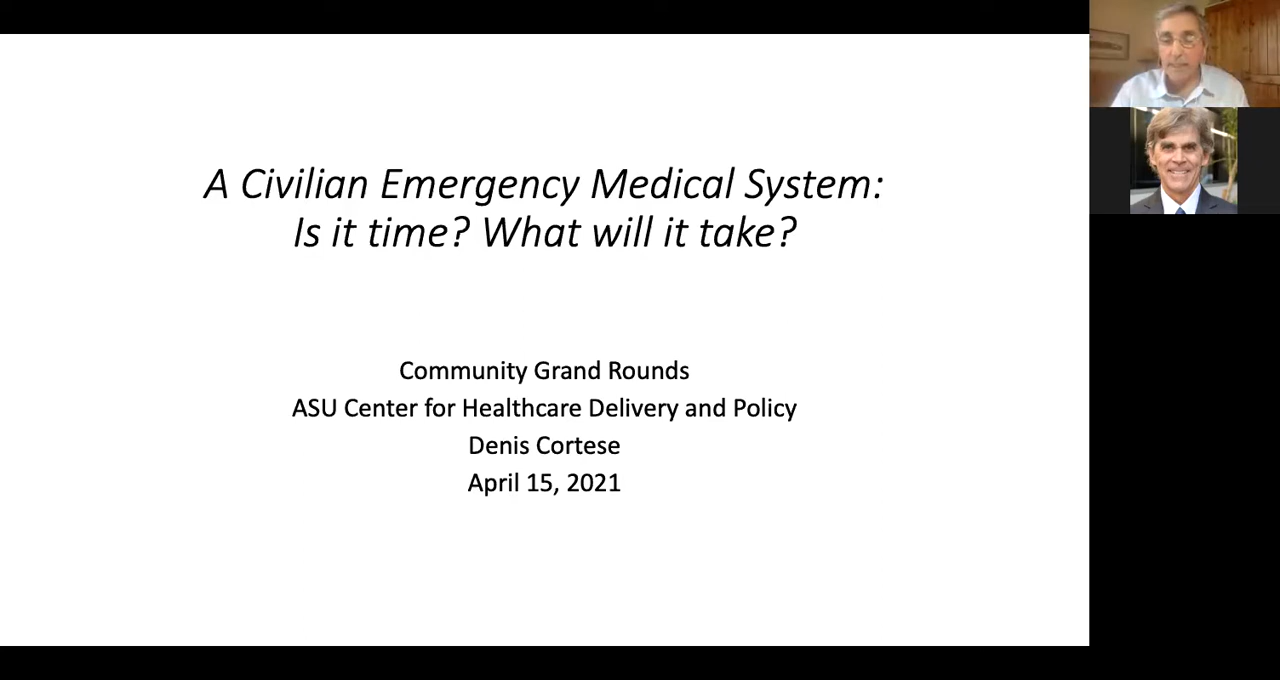 A Civilian Emergency Medical System:
Is it time? What will it take?
Community Grand Rounds
ASU Center for Healthcare Delivery and Policy
Denis Cortese
April 15, 2021